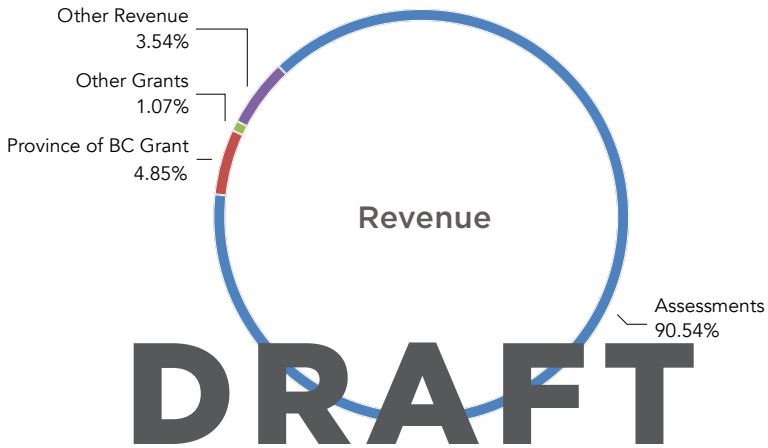 Other Revenue
3.54%
Other Grants
1.07%
Province of BC Grant
4.85%
Revenue
Assessments
90.54%
DRAFT